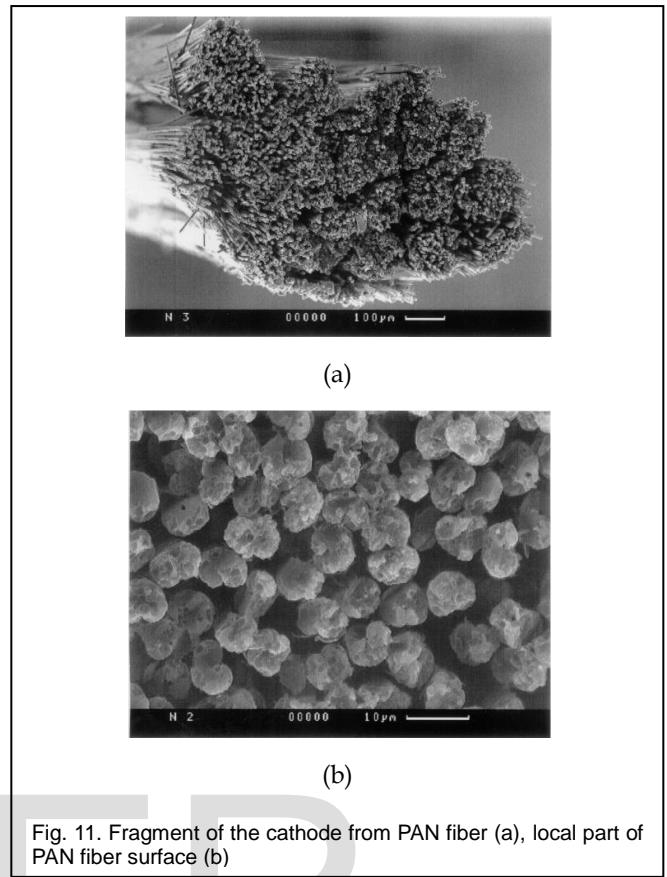 N 3 00000 100µm
(a)
N 2 00000 10µm
(b)
Fig. 11. Fragment of the cathode from PAN fiber (a), local part of
PAN fiber surface (b)